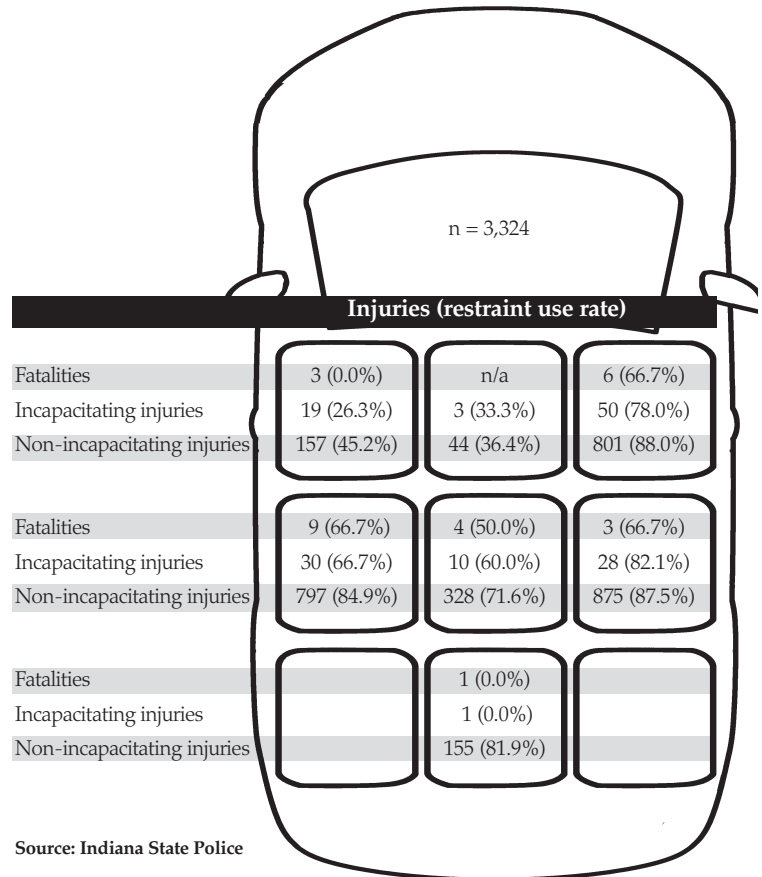 n = 3,324
Injuries (restraint use rate)
Fatalities 3 (0.0%) n/a 6 (66.7%)
Incapacitating injuries 19 (26.3%) 3 (33.3%) 50 (78.0%)
Non-incapacitating injuries 157 (45.2%) 44 (36.4%) 801 (88.0%)
Fatalities 9 (66.7%) 4 (50.0%) 3 (66.7%)
Incapacitating injuries 30 (66.7%) 10 (60.0%) 28 (82.1%)
Non-incapacitating injuries 797 (84.9%) 328 (71.6%) 875 (87.5%)
Fatalities 1 (0.0%)
Incapacitating injuries 1 (0.0%)
Non-incapacitating injuries 155 (81.9%)
Source: Indiana State Police